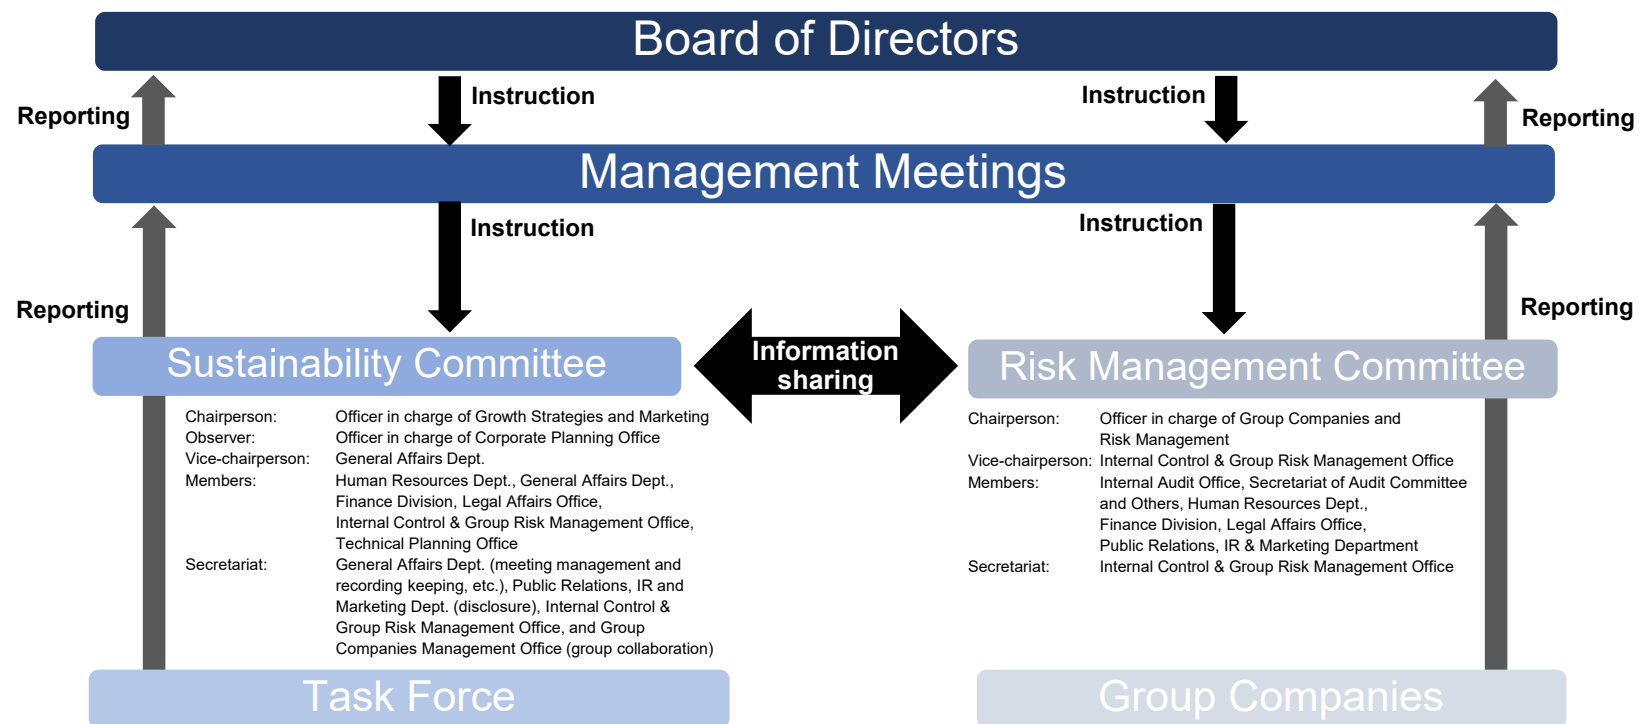 Board of Directors
Reporting
Instruction
Instruction
Reporting
Management Meetings
Instruction
Instruction
Reporting
Reporting
Sustainability Committee
Information
sharing
Risk Management Committee
Chairperson: Officer in charge of Growth Strategies and Marketing
Observer: Officer in charge of Corporate Planning Office
Vice-chairperson: General Affairs Dept.
Members: Human Resources Dept., General Affairs Dept.,
Finance Division, Legal Affairs Office,
Internal Control & Group Risk Management Office,
Technical Planning Office
Secretariat: General Affairs Dept. (meeting management and
recording keeping, etc.), Public Relations, IR and
Marketing Dept. (disclosure), Internal Control &
Group Risk Management Office, and Group
Companies Management Office (group collaboration)
Chairperson: Officer in charge of Group Companies and
Risk Management
Vice-chairperson: Internal Control & Group Risk Management Office
Members: Internal Audit Office, Secretariat of Audit Committee
and Others, Human Resources Dept.,
Finance Division, Legal Affairs Office,
Public Relations, IR & Marketing Department
Secretariat: Internal Control & Group Risk Management Office
Task Force
Group Companies